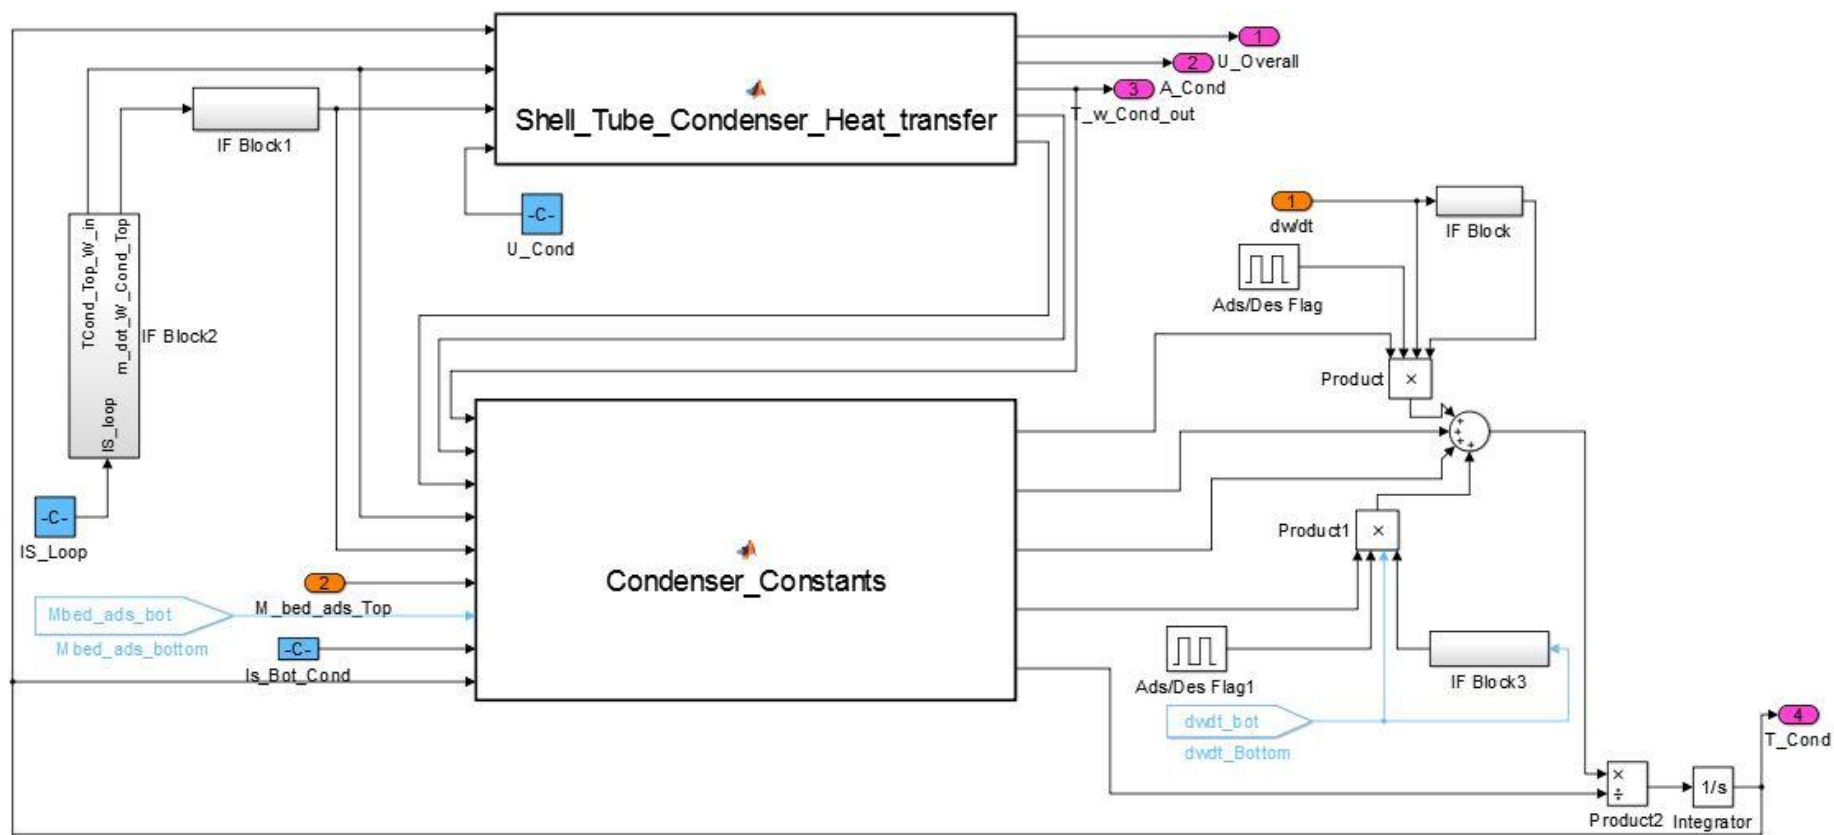 1
U_Overall
2
A_Cond
3
T_w_Cond_out
Shell_Tube_Condenser_Heat_transfer
IF Block1
-C-
U_Cond
TCond_Top_W_in
m_dot_W_Cond_Top
IS_loop
IF Block2
-C-
IS_Loop
1
dw/dt
IF Block
Ads/Des Flag
Product
×
+
+
+
+
Product1
×
Condenser_Constants
2
M_bed_ads_Top
Mbed_ads_bot
Mbed_ads_bottom
-C-
Is_Bot_Cond
Ads/Des Flag1
IF Block3
dwdt_bot
dwdt_Bottom
4
T_Cond
×
÷
Product2
1/s
Integrator